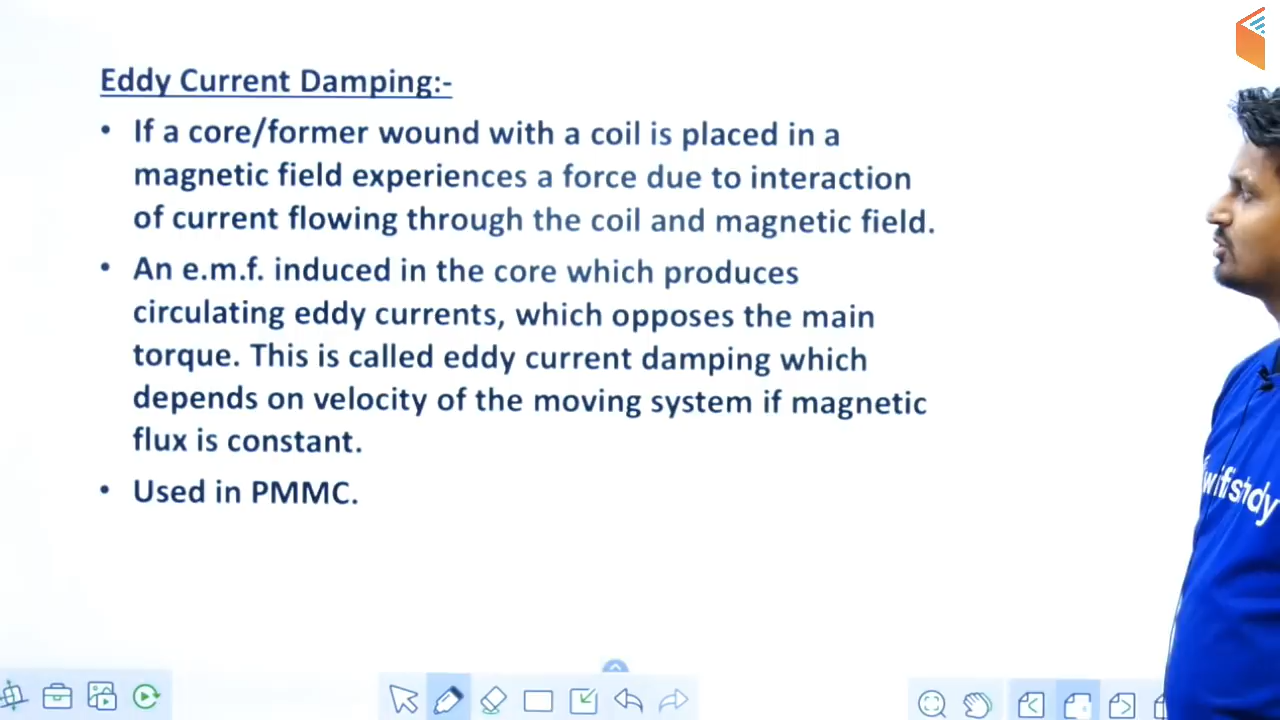 Eddy Current Damping:-
• If a core/former wound with a coil is placed in a
magnetic field experiences a force due to interaction
of current flowing through the coil and magnetic field.
• An e.m.f. induced in the core which produces
circulating eddy currents, which opposes the main
torque. This is called eddy current damping which
depends on velocity of the moving system if magnetic
flux is constant.
• Used in PMMC.
wifistudy